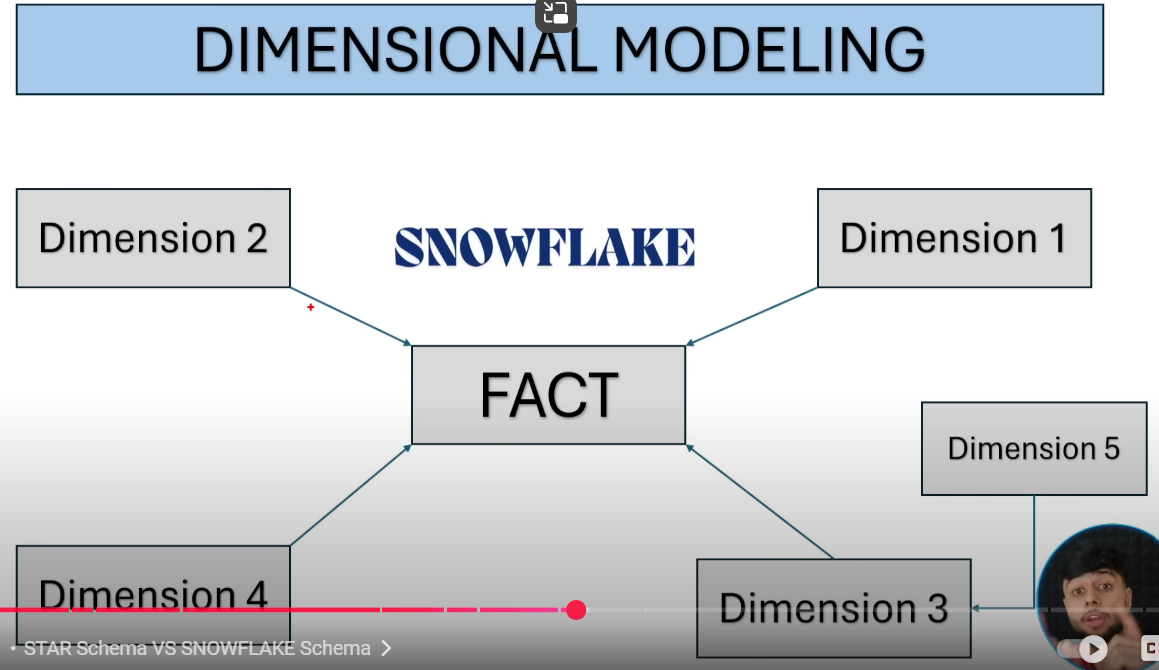 DIMENSIONAL MODELING
Dimension 2
SNOWFLAKE
Dimension 1
FACT
Dimension 5
Dimension 4
Dimension 3
• STAR Schema VS SNOWFLAKE Schema